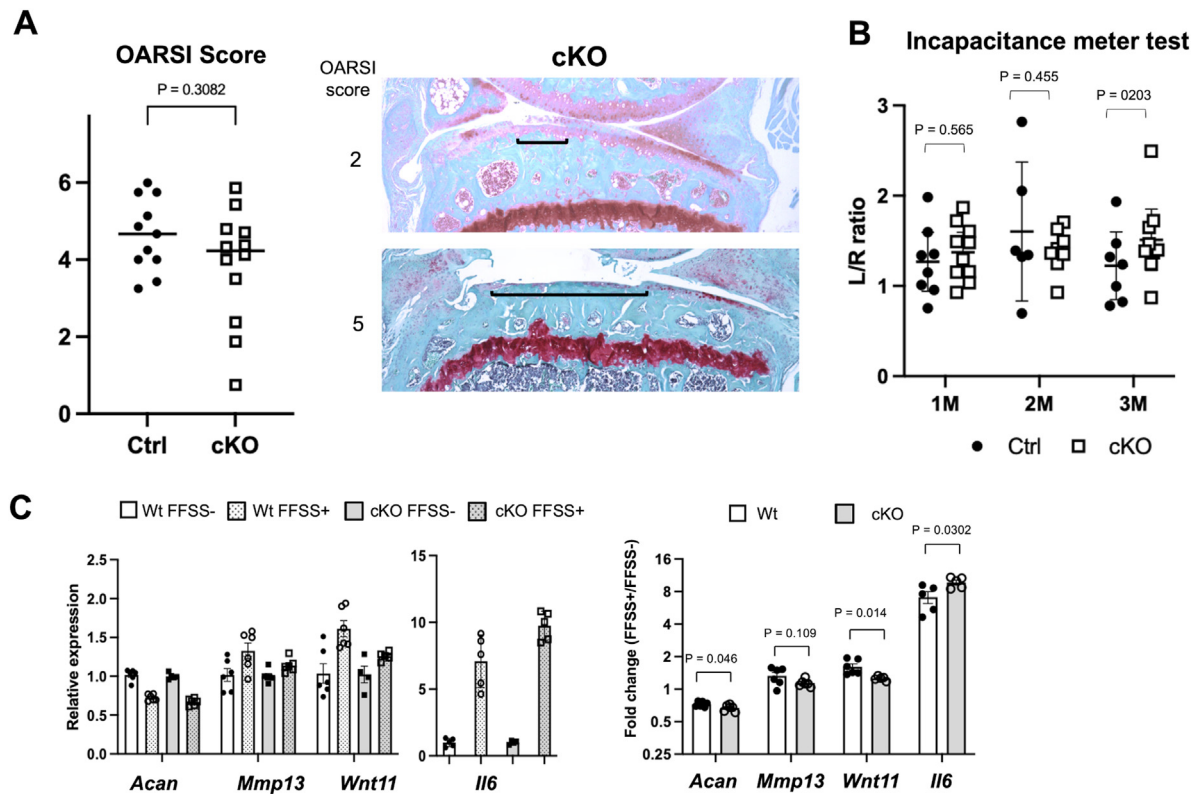 A
OARSI Score
P = 0.3082
6
4
2
0
Ctrl
cKO
OARSI
score
cKO
2
5
B
Incapacitance meter test
P = 0.565
P = 0.455
P = 0203
3
2
1
0
L/R ratio
1M
2M
3M
Ctrl
cKO
C
Wt FFSS-
Wt FFSS+
cKO FFSS-
cKO FFSS+
Relative expression
2.5
2.0
1.5
1.0
0.5
0.0
Acan
Mmp13
Wnt11
15
10
5
0
Il6
Wt
cKO
Fold change (FFSS+/FFSS-)
16
8
4
2
1
0.5
0.25
P = 0.046
P = 0.109
P = 0.014
P = 0.0302
Acan
Mmp13
Wnt11
Il6